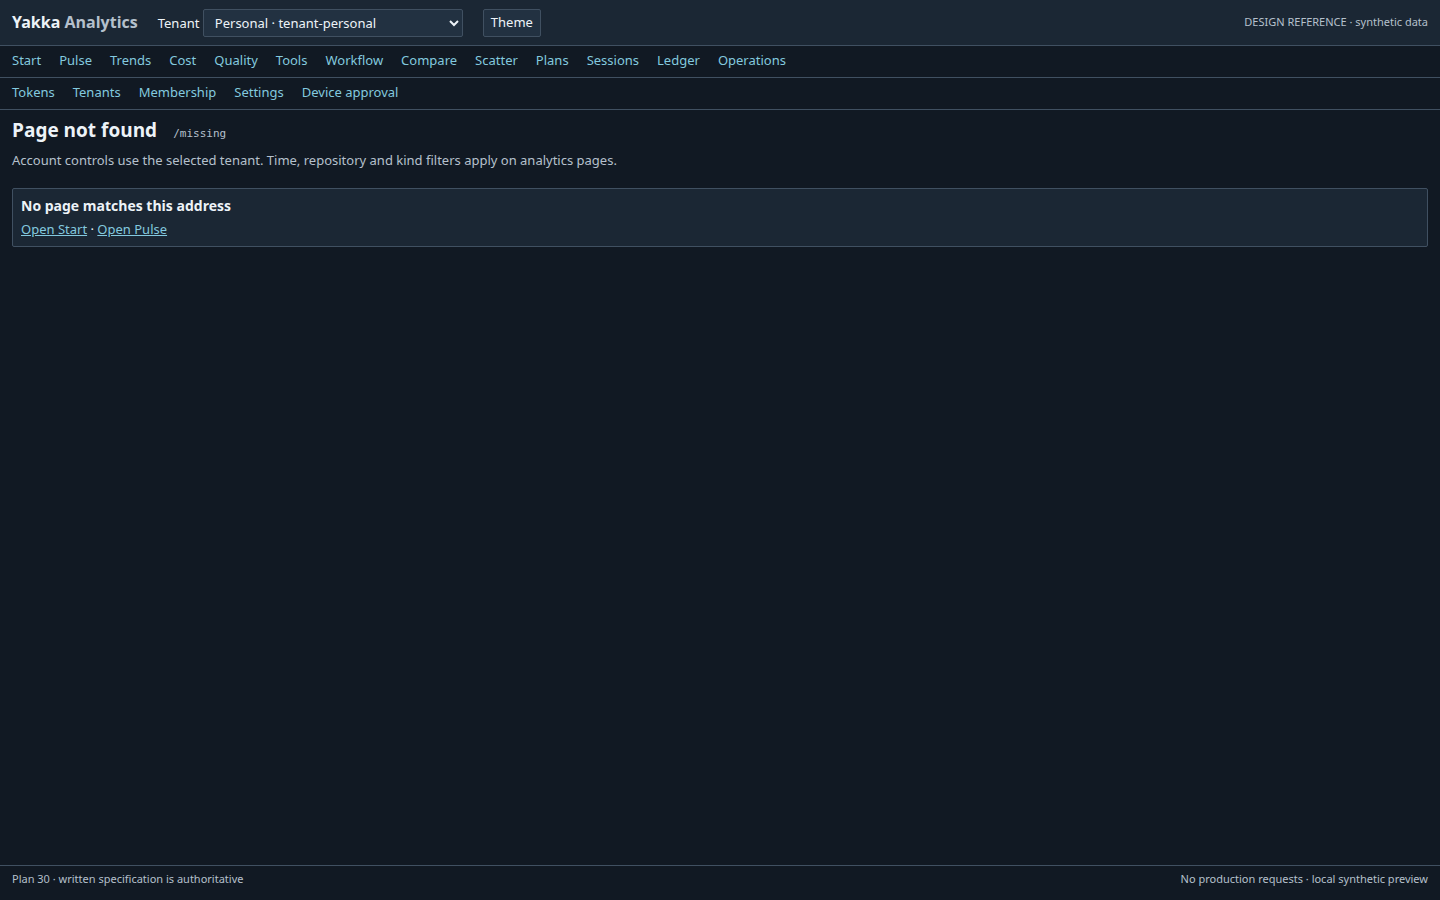 Yakka Analytics Tenant Personal · tenant-personal Theme DESIGN REFERENCE · synthetic data
Start Pulse Trends Cost Quality Tools Workflow Compare Scatter Plans Sessions Ledger Operations
Tokens Tenants Membership Settings Device approval
Page not found /missing
Account controls use the selected tenant. Time, repository and kind filters apply on analytics pages.
No page matches this address
Open Start · Open Pulse
Plan 30 · written specification is authoritative No production requests · local synthetic preview